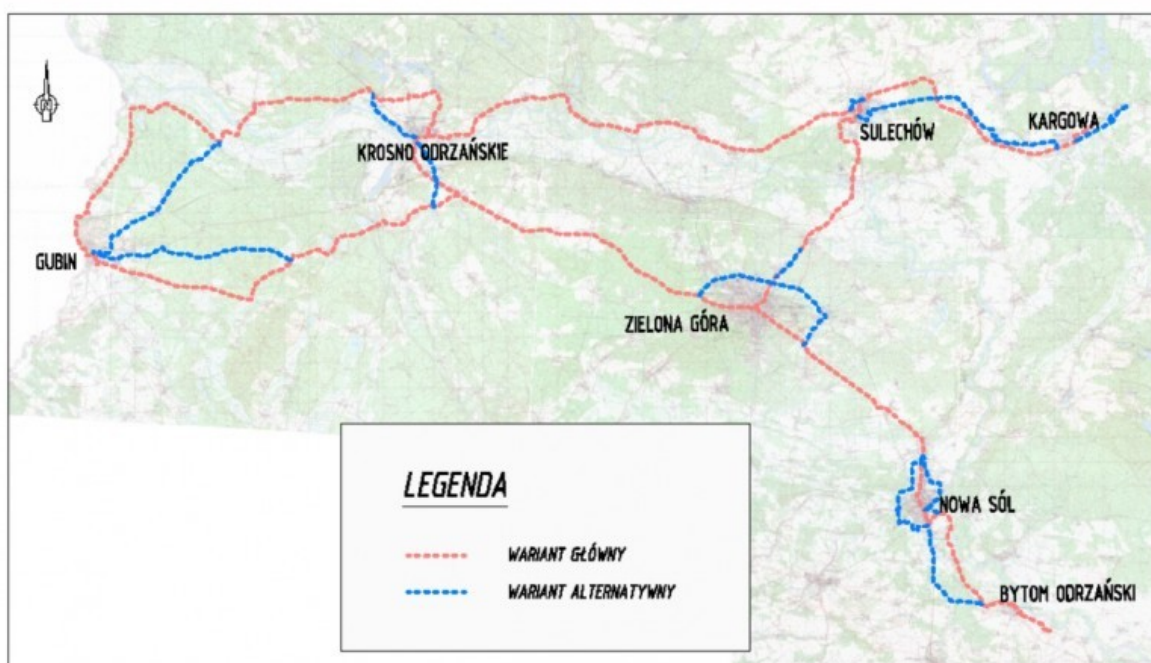 KARGOWA
SULECHÓW
KROSNO ODRZAŃSKIE
GUBIN
ZIELONA GÓRA
NOWA SÓL
BYTOM ODRZAŃSKI
LEGENDA
WARIANT GŁÓWNY
WARIANT ALTERNATYWNY